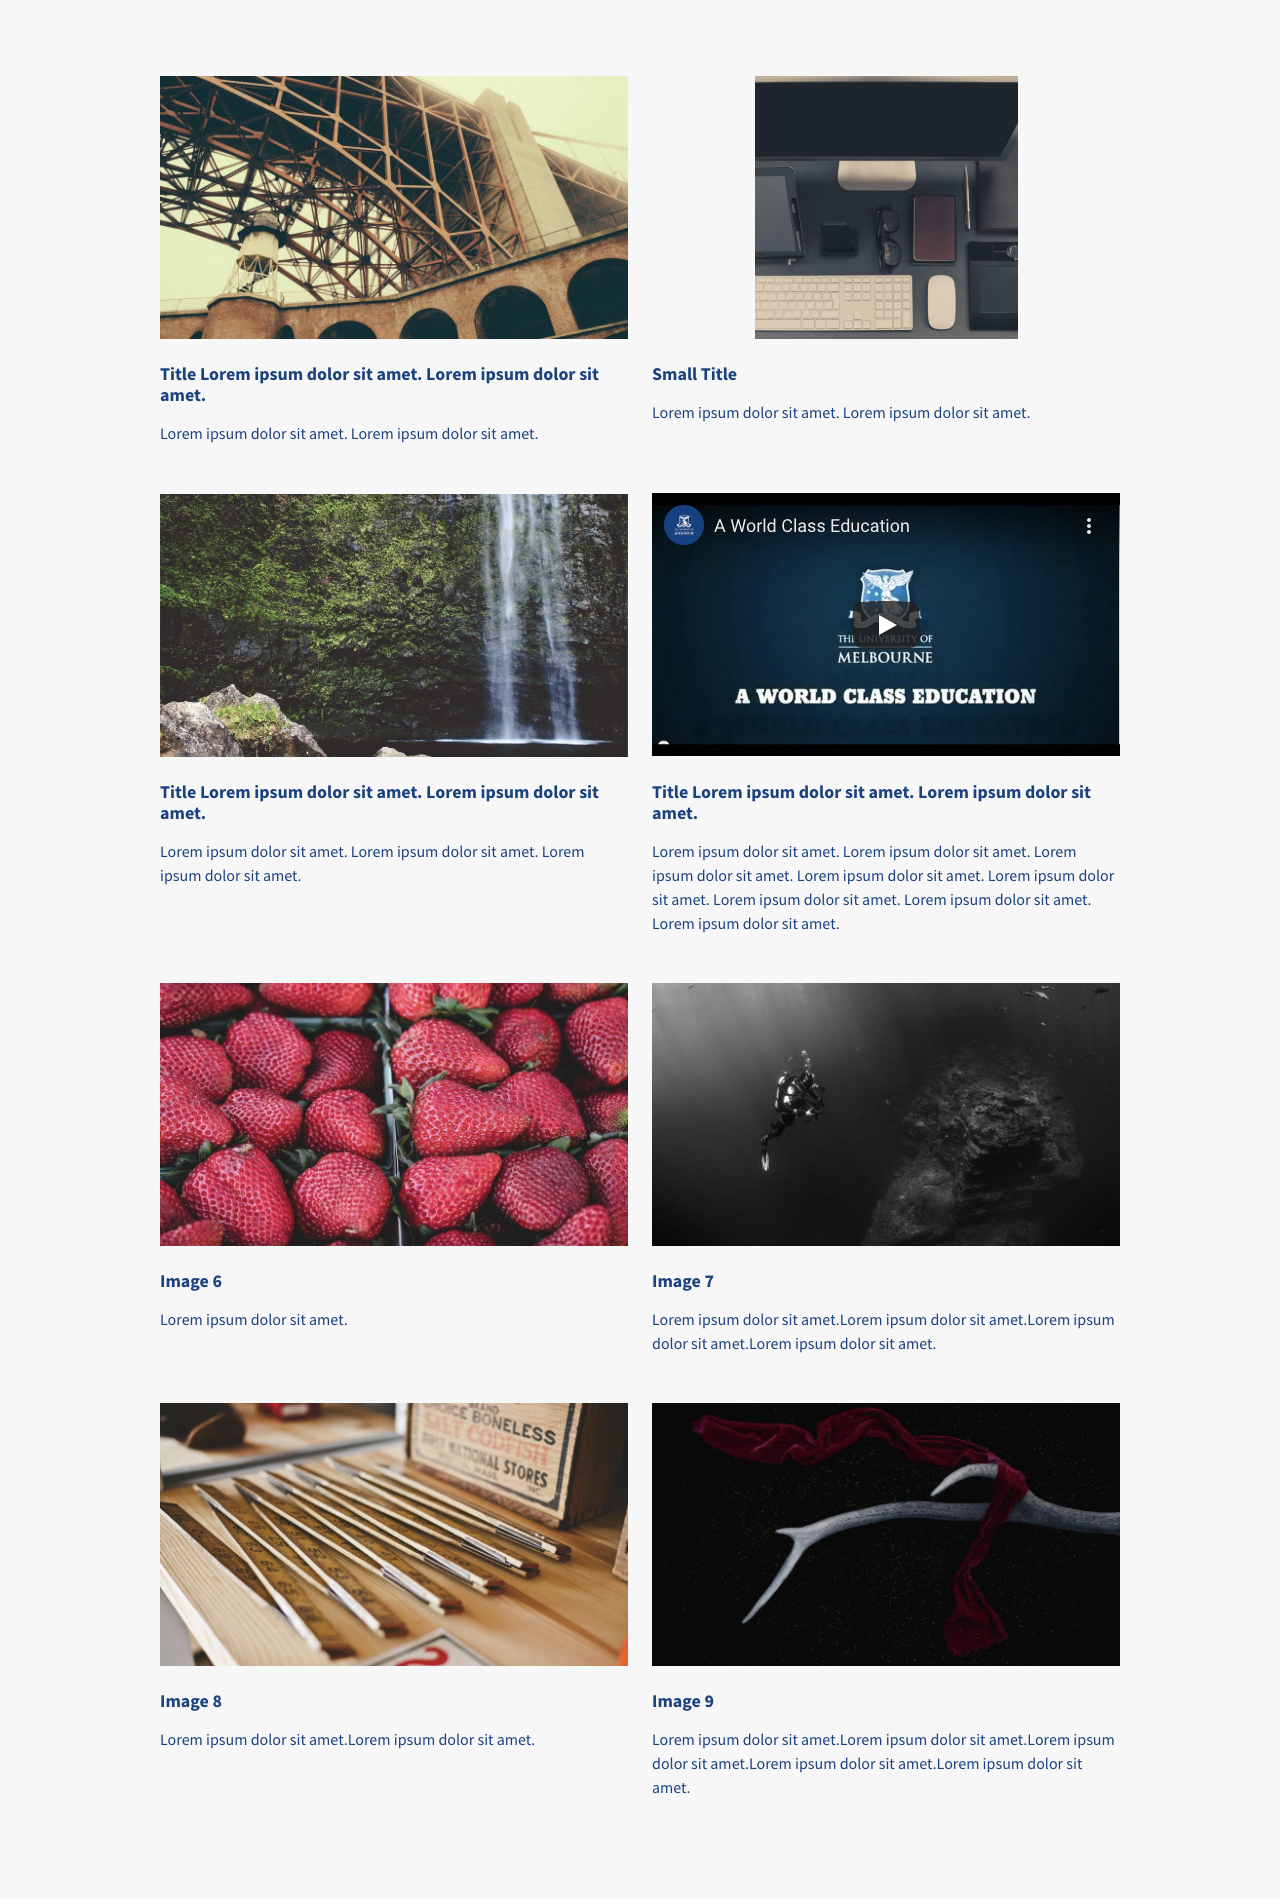 Title Lorem ipsum dolor sit amet. Lorem ipsum dolor sit
amet.
Lorem ipsum dolor sit amet. Lorem ipsum dolor sit amet.
Small Title
Lorem ipsum dolor sit amet. Lorem ipsum dolor sit amet.
A World Class Education
THE UNIVERSITY OF
MELBOURNE
A WORLD CLASS EDUCATION
Title Lorem ipsum dolor sit amet. Lorem ipsum dolor sit
amet.
Lorem ipsum dolor sit amet. Lorem ipsum dolor sit amet. Lorem
ipsum dolor sit amet.
Title Lorem ipsum dolor sit amet. Lorem ipsum dolor sit
amet.
Lorem ipsum dolor sit amet. Lorem ipsum dolor sit amet. Lorem
ipsum dolor sit amet. Lorem ipsum dolor sit amet. Lorem ipsum dolor
sit amet. Lorem ipsum dolor sit amet. Lorem ipsum dolor sit amet.
Lorem ipsum dolor sit amet.
Image 6
Lorem ipsum dolor sit amet.
Image 7
Lorem ipsum dolor sit amet.Lorem ipsum dolor sit amet.Lorem ipsum
dolor sit amet.Lorem ipsum dolor sit amet.
BONELESS
SALT CODFISH
NATIONAL STORES
INC.
2
Image 8
Lorem ipsum dolor sit amet.Lorem ipsum dolor sit amet.
Image 9
Lorem ipsum dolor sit amet.Lorem ipsum dolor sit amet.Lorem ipsum
dolor sit amet.Lorem ipsum dolor sit amet.Lorem ipsum dolor sit
amet.